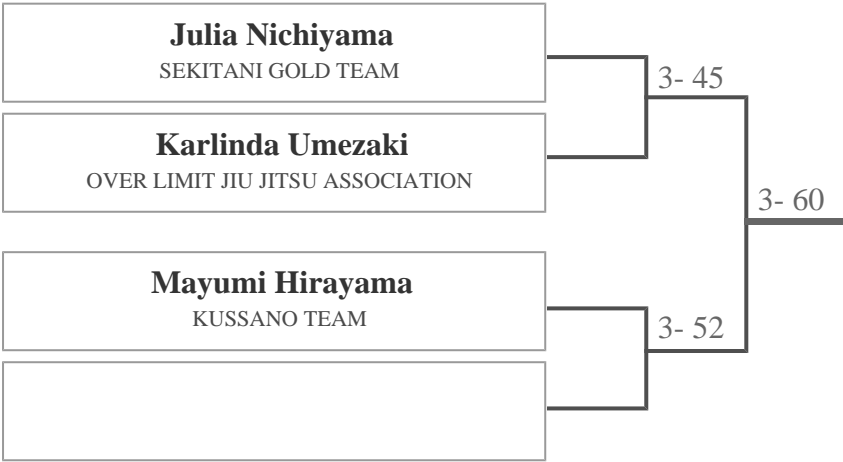 Julia Nichiyama
SEKITANI GOLD TEAM
3- 45
Karlinda Umezaki
OVER LIMIT JIU JITSU ASSOCIATION
3- 60
Mayumi Hirayama
KUSSANO TEAM
3- 52